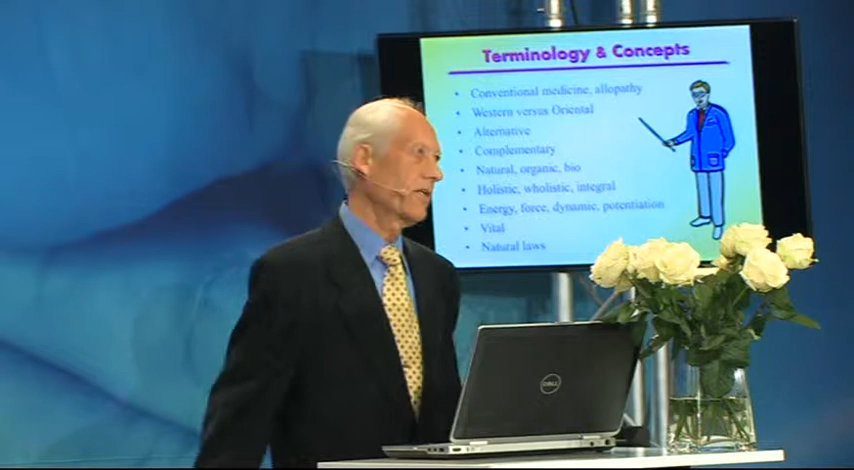 Terminology & Concepts
• Conventional medicine, allopathy
• Western versus Oriental
• Alternative
• Complementary
• Natural, organic, bio
• Holistic, wholistic, integral
• Energy, force, dynamic, potentiation
• Vital
• Natural laws
DELL